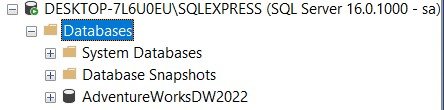 DESKTOP-7L6U0EU\SQLEXPRESS (SQL Server 16.0.1000 - sa)
Databases
System Databases
Database Snapshots
AdventureWorksDW2022